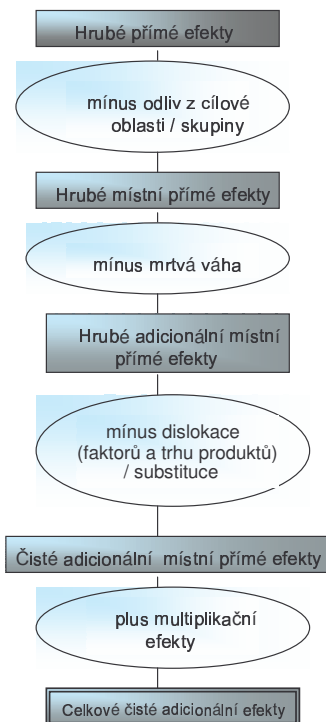 Hrubé přímé efekty
mínus odliv z cílové
oblasti / skupiny
Hrubé místní přímé efekty
mínus mrtvá váha
Hrubé adicionální místní
přímé efekty
mínus dislokace
(faktorů a trhu produktů)
/ substituce
Čisté adicionální místní přímé efekty
plus multiplikační
efekty
Celkové čisté adicionální efekty